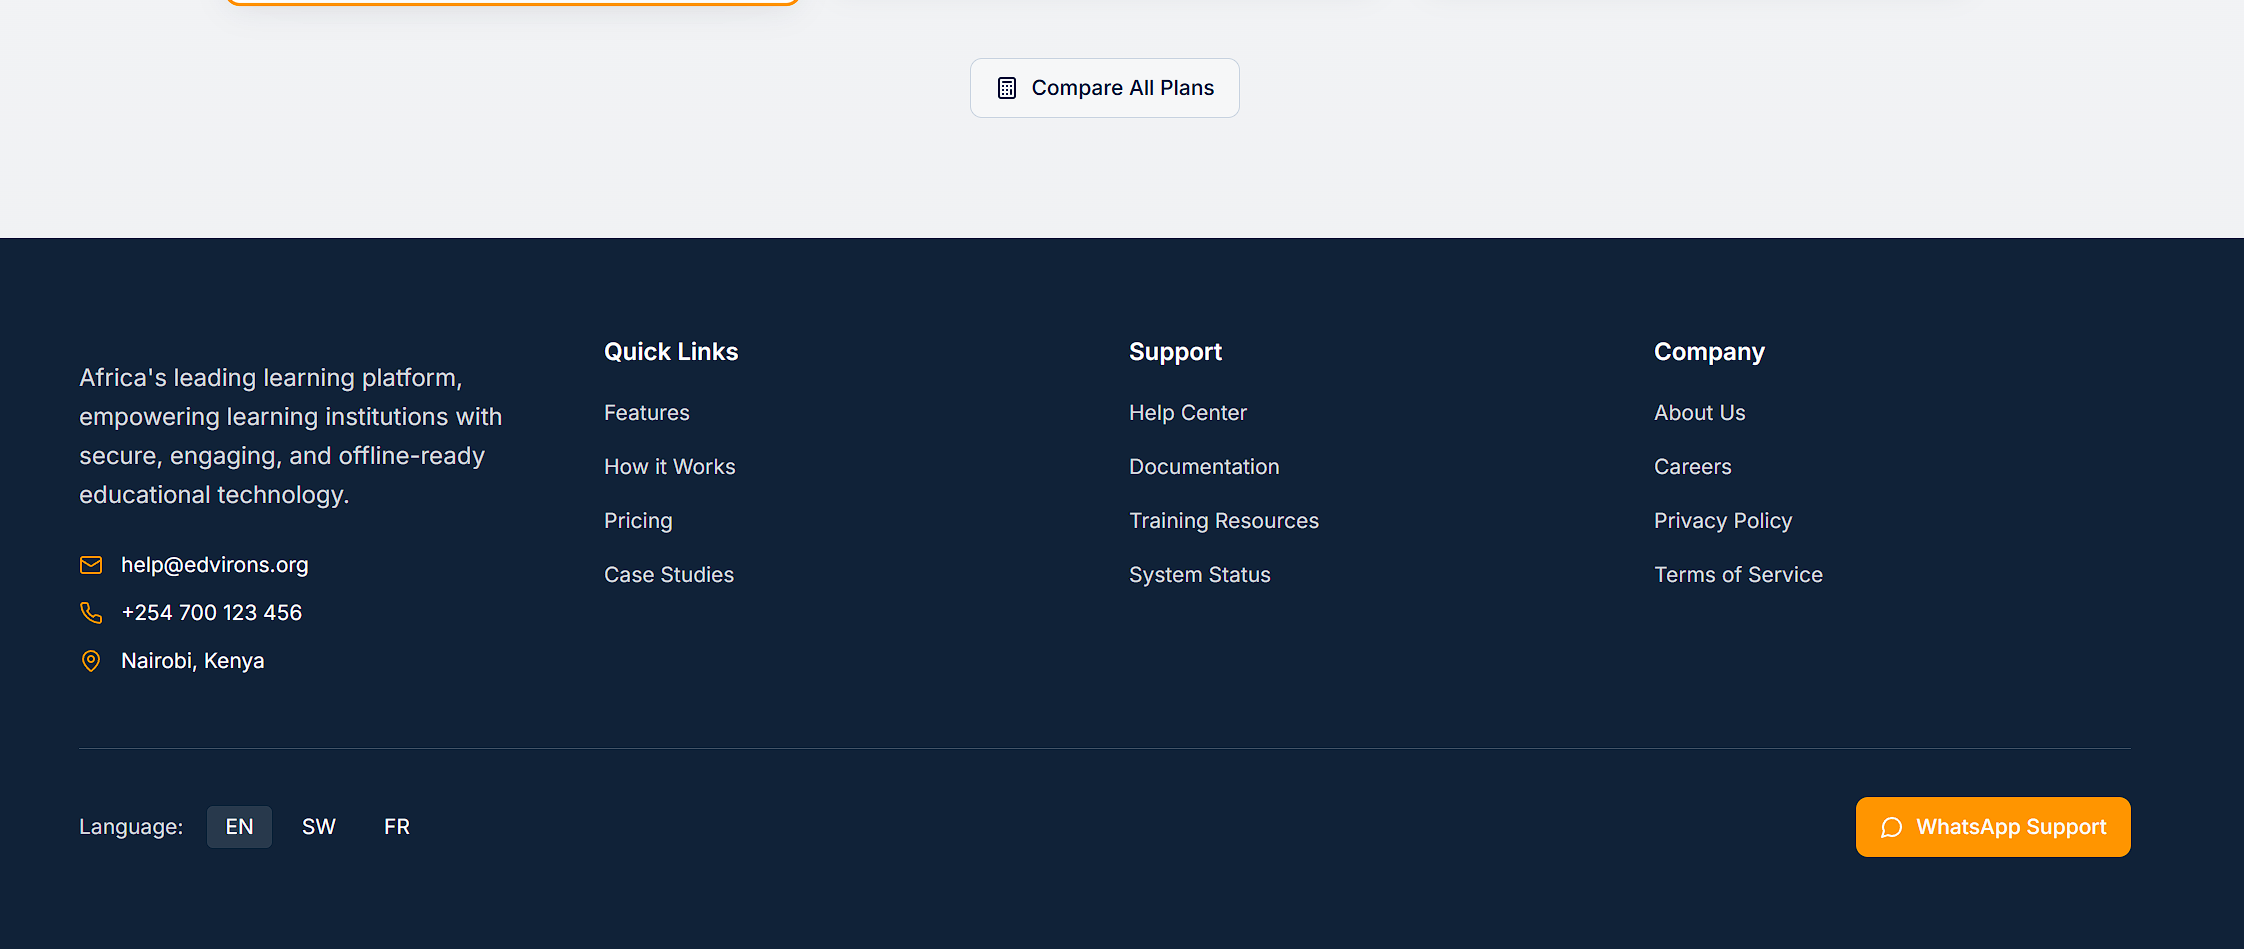 Compare All Plans
Africa's leading learning platform,
empowering learning institutions with
secure, engaging, and offline-ready
educational technology.
help@edvirons.org
+254 700 123 456
Nairobi, Kenya
Quick Links
Features
How it Works
Pricing
Case Studies
Support
Help Center
Documentation
Training Resources
System Status
Company
About Us
Careers
Privacy Policy
Terms of Service
Language: EN SW FR
WhatsApp Support